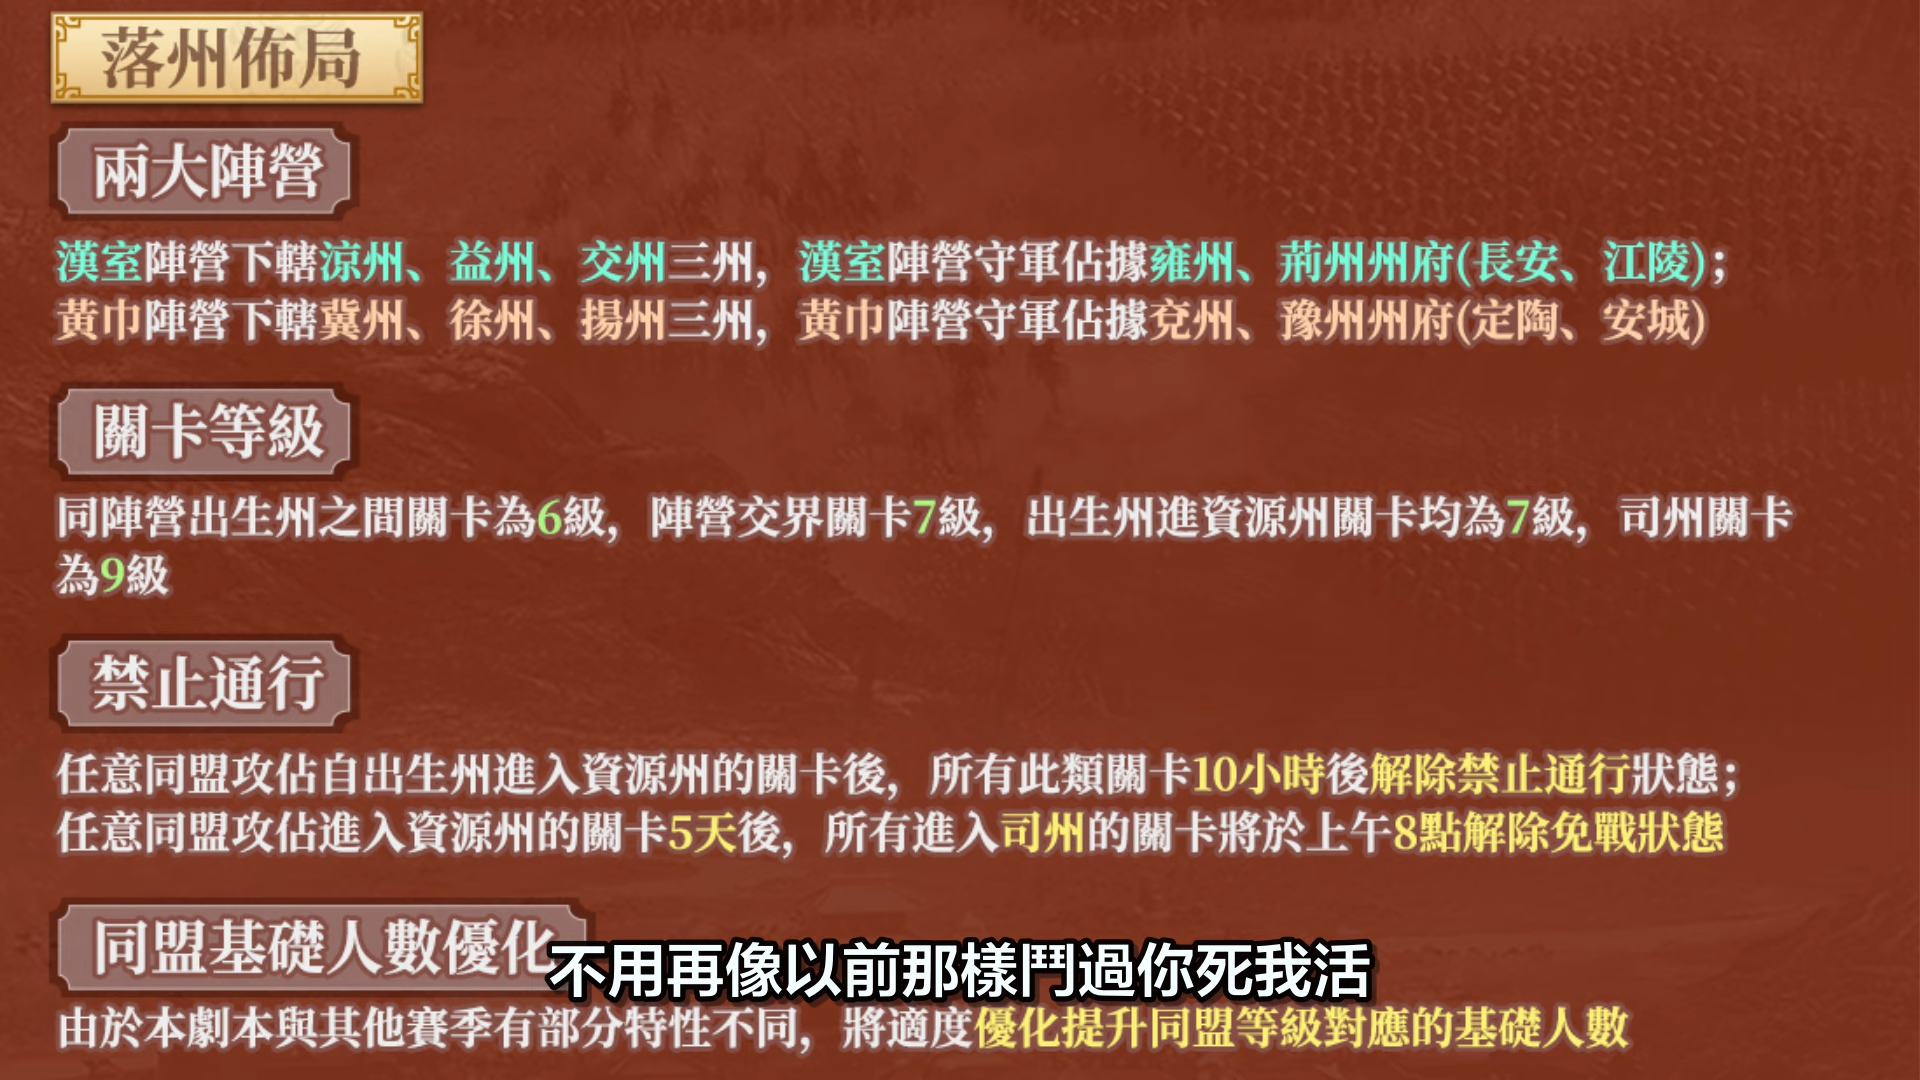 落州佈局
兩大陣營
漢室陣營下轄涼州、益州、交州三州，漢室陣營守軍佔據雍州、荊州州府(長安、江陵)；
黃巾陣營下轄冀州、徐州、揚州三州，黃巾陣營守軍佔據兗州、豫州州府(定陶、安城)
關卡等級
同陣營出生州之間關卡為6級，陣營交界關卡7級，出生州進資源州關卡均為7級，司州關卡
為9級
禁止通行
任意同盟攻佔自出生州進入資源州的關卡後，所有此類關卡10小時後解除禁止通行狀態；
任意同盟攻佔進入資源州的關卡5天後，所有進入司州的關卡將於上午8點解除免戰狀態
同盟基礎人數優化
不用再像以前那樣鬥過你死我活
由於本劇本與其他賽季有部分特性不同，將適度優化提升同盟等級對應的基礎人數